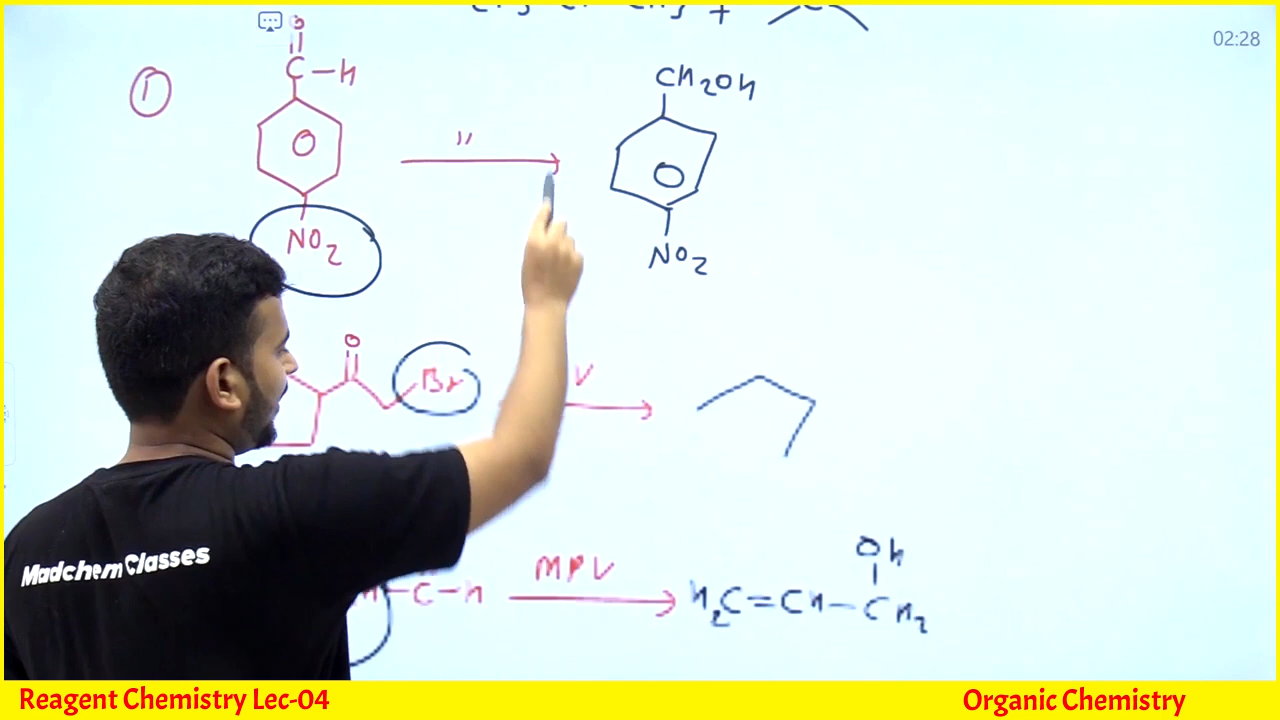 02:28
①
O
C-H
NO2
"
CH2OH
NO2
O
Br
V
MPV
-C-H
OH
H2C=CH-CH2
Madchem Classes
Reagent Chemistry Lec-04
Organic Chemistry